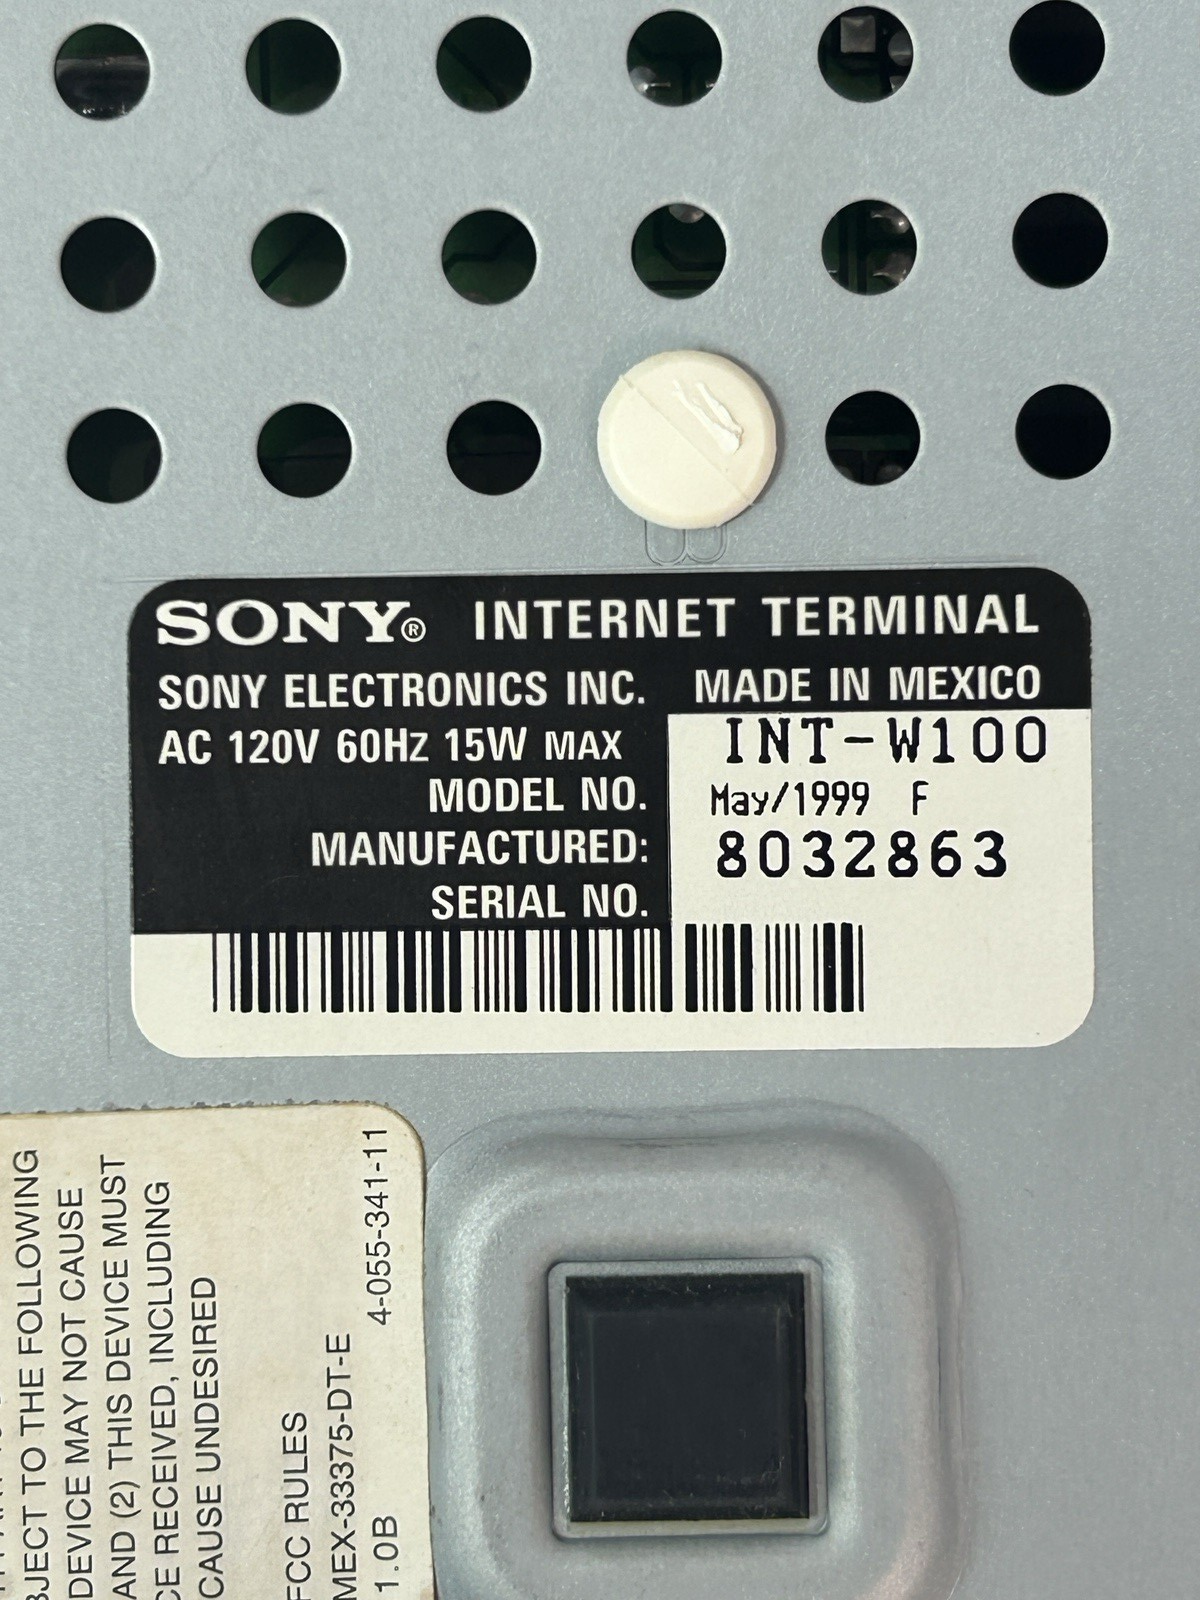 SONY® INTERNET TERMINAL
SONY ELECTRONICS INC. MADE IN MEXICO
AC 120V 60Hz 15W MAX
MODEL NO. INT-W100
MANUFACTURED: May/1999 F
SERIAL NO. 8032863
BJECT TO THE FOLLOWING
DEVICE MAY NOT CAUSE
AND (2) THIS DEVICE MUST
CE RECEIVED, INCLUDING
CAUSE UNDESIRED
FCC RULES
MEX-33375-DT-E
1.0B 4-055-341-11